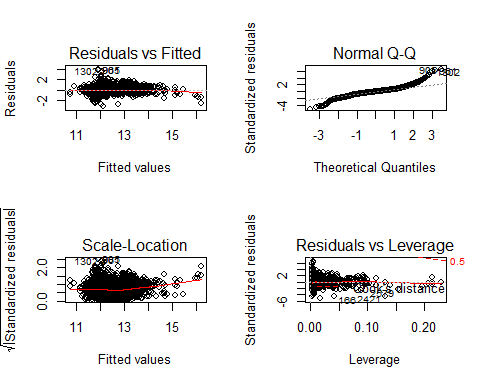 Residuals vs Fitted
Residuals
2
-2
1302
11
13
15
Fitted values
Normal Q-Q
Standardized residuals
2
-4
-3
-1
1
2
3
Theoretical Quantiles
Scale-Location
√|Standardized residuals|
2.0
0.0
11
13
15
Fitted values
Residuals vs Leverage
Standardized residuals
2
-6
Cook's distance
0.5
0.00
0.10
0.20
Leverage